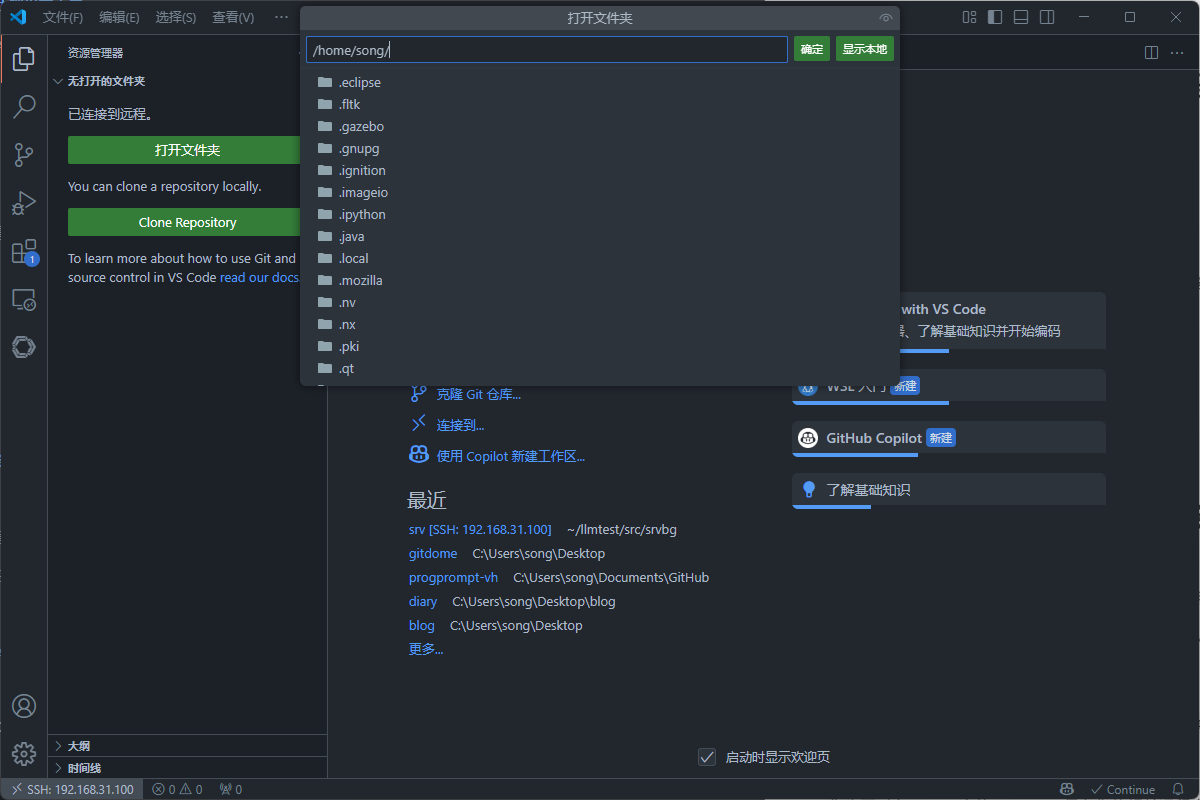 文件(F) 编辑(E) 选择(S) 查看(V) ···
打开文件夹
资源管理器
无打开的文件夹
已连接到远程。
打开文件夹
You can clone a repository locally.
Clone Repository
To learn more about how to use Git and
source control in VS Code read our docs
1
/home/song/
确定
显示本地
.eclipse
.fltk
.gazebo
.gnupg
.ignition
.imageio
.ipython
.java
.local
.mozilla
.nv
.nx
.pki
.qt
克隆 Git 仓库...
连接到...
使用 Copilot 新建工作区...
最近
srv [SSH: 192.168.31.100] ~/llmtest/src/srvbg
gitdome C:\Users\song\Desktop
progprompt-vh C:\Users\song\Documents\GitHub
diary C:\Users\song\Desktop\blog
blog C:\Users\song\Desktop
更多...
with VS Code
、了解基础知识并开始编码
WSL 入门 新建
GitHub Copilot 新建
了解基础知识
启动时显示欢迎页
大纲
时间线
SSH: 192.168.31.100 0 0 0
Continue